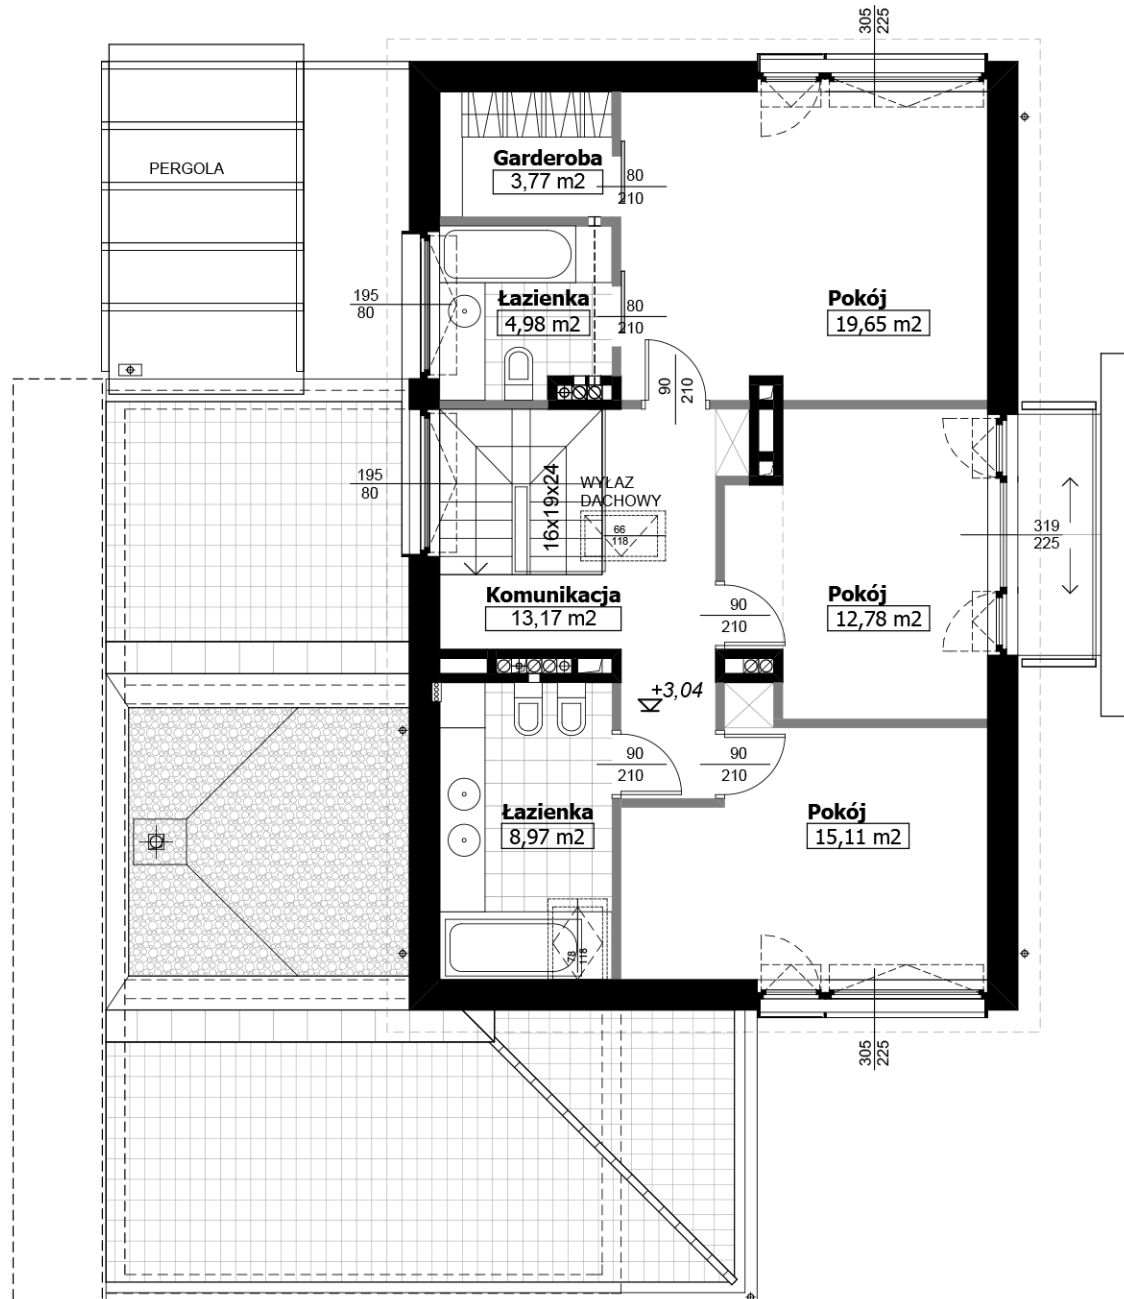 305
225
PERGOLA
Garderoba
3,77 m2
80
210
195
80
Łazienka
4,98 m2
80
210
Pokój
19,65 m2
90
210
195
80
16x19x24
WYŁAZ
DACHOWY
66
118
319
225
Komunikacja
13,17 m2
90
210
Pokój
12,78 m2
+3,04
90
210
90
210
Łazienka
8,97 m2
Pokój
15,11 m2
78
118
305
225